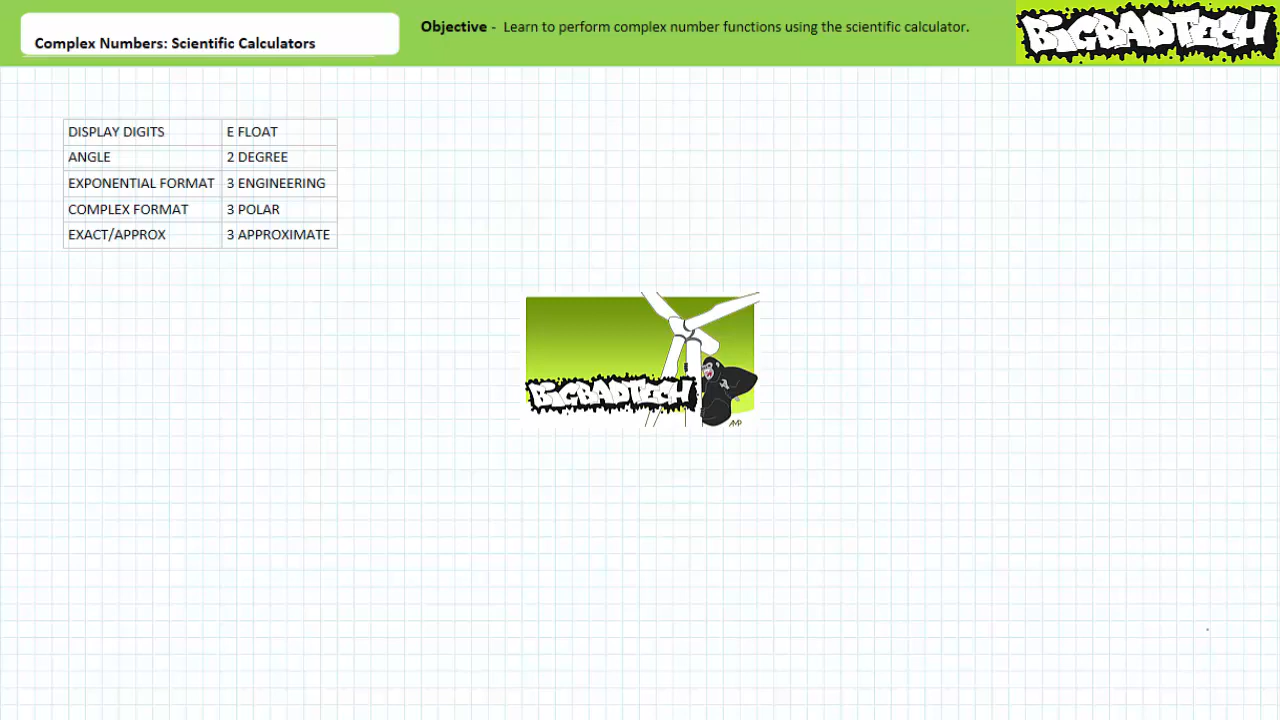 Complex Numbers: Scientific Calculators
Objective - Learn to perform complex number functions using the scientific calculator.
BIGBADTECH
DISPLAY DIGITS E FLOAT
ANGLE 2 DEGREE
EXPONENTIAL FORMAT 3 ENGINEERING
COMPLEX FORMAT 3 POLAR
EXACT/APPROX 3 APPROXIMATE
BIGBADTECH
AMP